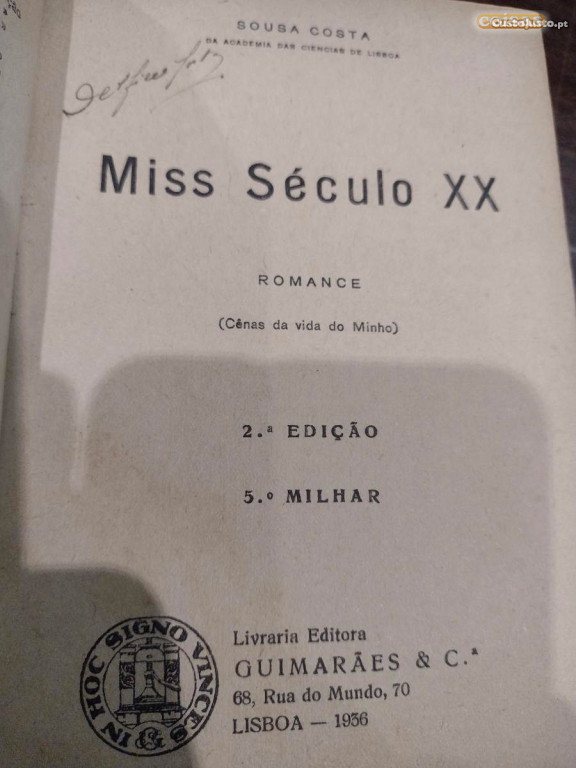 SOUSA COSTA
DA ACADEMIA DAS CIENCIAS DE LISBOA
Miss Século XX
ROMANCE
(Cênas da vida do Minho)
2.ª EDIÇÃO
5.º MILHAR
IN HOC SIGNO VINCES
Livraria Editora
GUIMARÃES & C.ª
68, Rua do Mundo, 70
LISBOA — 1936